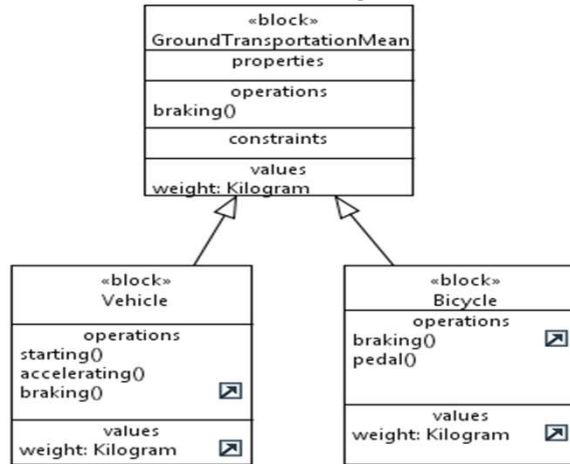 «block»
GroundTransportationMean
properties
operations
braking()
constraints
values
weight: Kilogram
«block»
Vehicle
operations
starting()
accelerating()
braking()
values
weight: Kilogram
«block»
Bicycle
operations
braking()
pedal()
values
weight: Kilogram